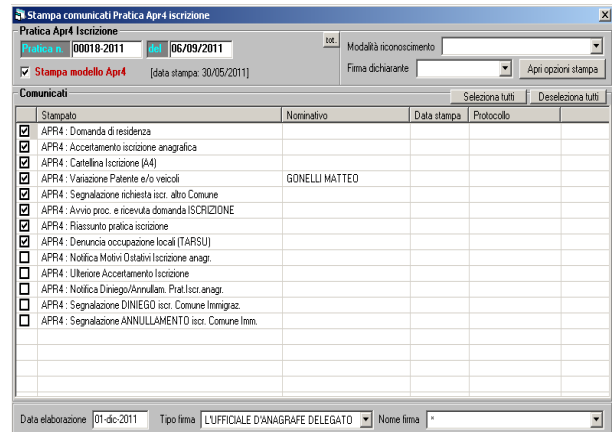 Stampa comunicati Pratica Apr4 iscrizione
Pratica Apr4 Iscrizione
Pratica n. 00018-2011 del 06/09/2011 tot. Modalità riconoscimento
Stampa modello Apr4 [data stampa: 30/05/2011] Firma dichiarante Apri opzioni stampa
Comunicati Seleziona tutti Deseleziona tutti
Stampato Nominativo Data stampa Protocollo
APR4 : Domanda di residenza
APR4 : Accertamento iscrizione anagrafica
APR4 : Cartellina Iscrizione (A4)
APR4 : Variazione Patente e/o veicoli GONELLI MATTEO
APR4 : Segnalazione richiesta iscr. altro Comune
APR4 : Avvio proc. e ricevuta domanda ISCRIZIONE
APR4 : Riassunto pratica iscrizione
APR4 : Denuncia occupazione locali (TARSU)
APR4 : Notifica Motivi Ostativi Iscrizione anagr.
APR4 : Ulteriore Accertamento Iscrizione
APR4 : Notifica Diniego/Annullam. Prat.Iscr.anagr.
APR4 : Segnalazione DINIEGO iscr. Comune Immigraz.
APR4 : Segnalazione ANNULLAMENTO iscr. Comune Imm.
Data elaborazione 01-dic-2011 Tipo firma L'UFFICIALE D'ANAGRAFE DELEGATO Nome firma *